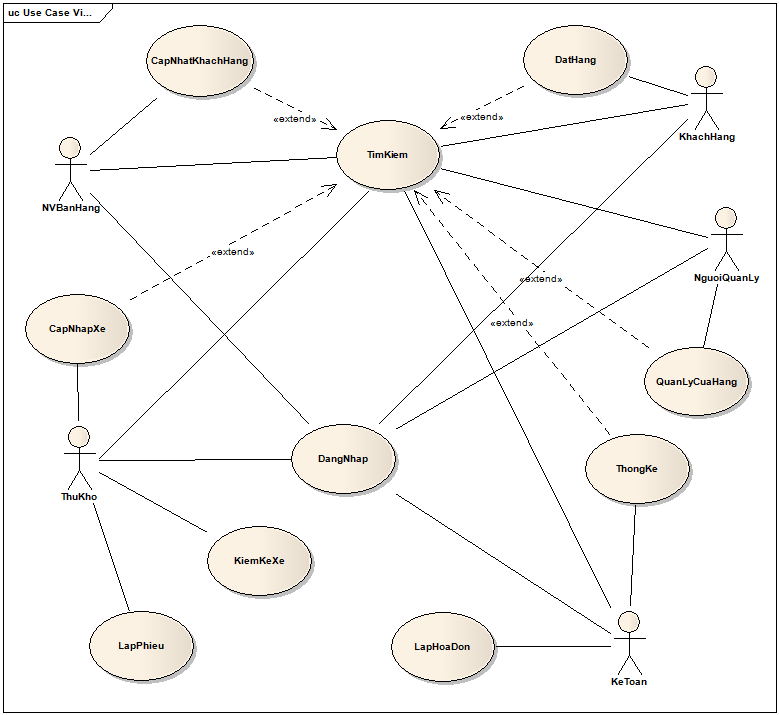 uc Use Case Vi...
CapNhatKhachHang
DatHang
«extend»
«extend»
KhachHang
TimKiem
NVBanHang
«extend»
NguoiQuanLy
«extend»
«extend»
CapNhapXe
QuanLyCuaHang
DangNhap
ThongKe
ThuKho
KiemKeXe
LapPhieu
LapHoaDon
KeToan